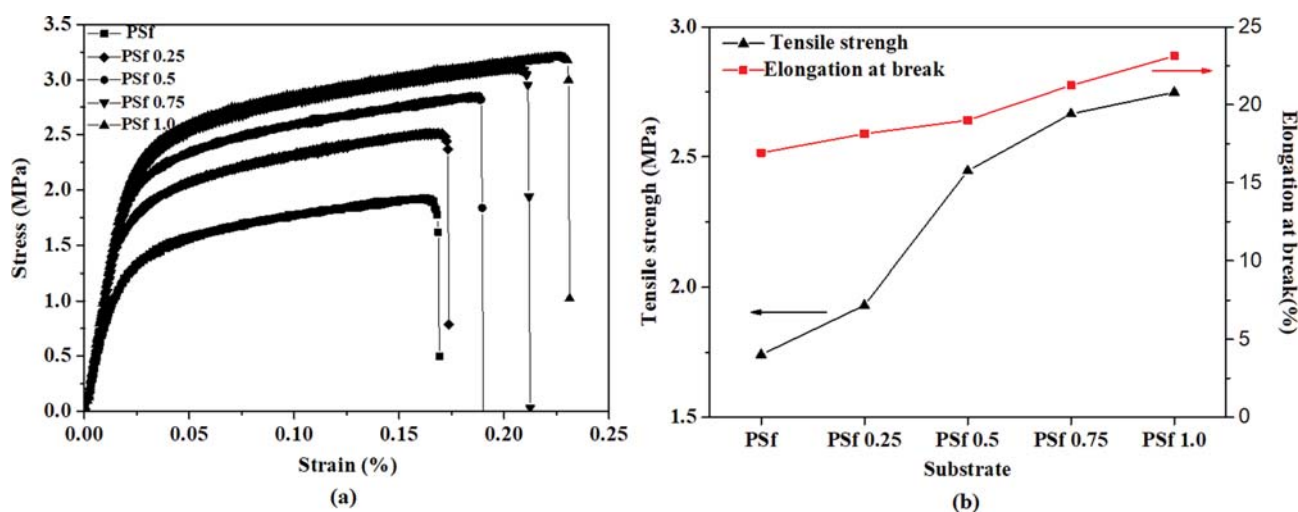 3.5
3.0
2.5
2.0
1.5
1.0
0.5
0.0
Stress (MPa)
PSf
PSf 0.25
PSf 0.5
PSf 0.75
PSf 1.0
0.00 0.05 0.10 0.15 0.20 0.25
Strain (%)
(a)
3.0
2.5
2.0
1.5
Tensile strengh (MPa)
Tensile strengh
Elongation at break
25
20
15
10
5
0
Elongation at break(%)
PSf PSf 0.25 PSf 0.5 PSf 0.75 PSf 1.0
Substrate
(b)